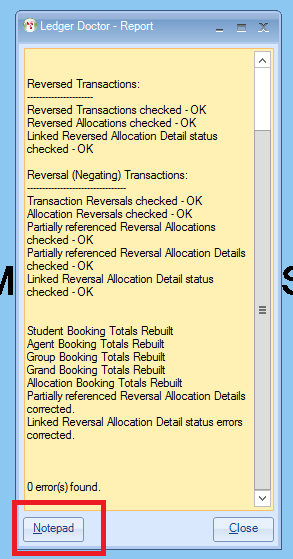 Ledger Doctor - Report
Reversed Transactions:
----------------------
Reversed Transactions checked - OK
Reversed Allocations checked - OK
Linked Reversed Allocation Detail status
checked - OK
Reversal (Negating) Transactions:
---------------------------------
Transaction Reversals checked - OK
Allocation Reversals checked - OK
Partially referenced Reversal Allocations
checked - OK
Partially referenced Reversal Allocation Details
checked - OK
Linked Reversal Allocation Detail status
checked - OK
M
S
Student Booking Totals Rebuilt
Agent Booking Totals Rebuilt
Group Booking Totals Rebuilt
Grand Booking Totals Rebuilt
Allocation Booking Totals Rebuilt
Partially referenced Reversal Allocation Details
corrected.
Linked Reversal Allocation Detail status errors
corrected.
0 error(s) found.
Notepad
Close